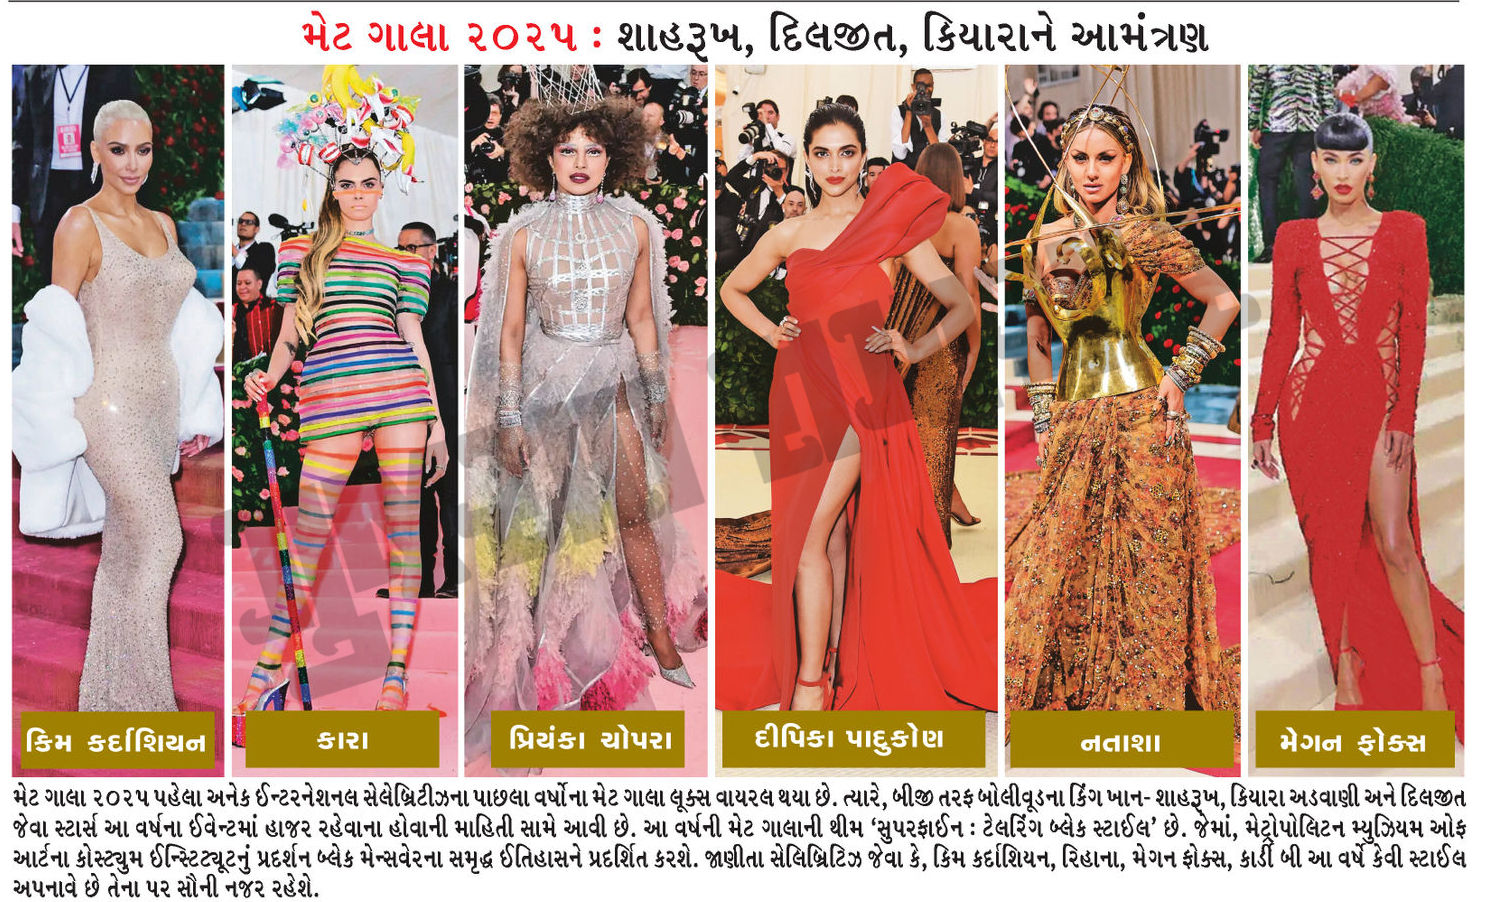 મેટ ગાલા ૨૦૨૫ : શાહરૂખ, દિલજીત, કિયારાને આમંત્રણ
કિમ કર્દાશિયન
કારા
પ્રિયંકા ચોપરા
દીપિકા પાદુકોણ
નતાશા
મેગન ફોક્સ
મેટ ગાલા ૨૦૨૫ પહેલા અનેક ઈન્ટરનેશનલ સેલેબ્રિટીઝના પાછલા વર્ષોના મેટ ગાલા લૂક્સ વાયરલ થયા છે. ત્યારે, બીજી તરફ બોલીવૂડના કિંગ ખાન- શાહરૂખ, કિયારા અડવાણી અને દિલજીત
જેવા સ્ટાર્સ આ વર્ષના ઈવેન્ટમાં હાજર રહેવાના હોવાની માહિતી સામે આવી છે. આ વર્ષની મેટ ગાલાની થીમ ‘સુપરફાઈન : ટેલરિંગ બ્લેક સ્ટાઈલ’ છે. જેમાં, મેટ્રોપોલિટન મ્યુઝિયમ ઓફ
આર્ટના કોસ્ટ્યુમ ઈન્સ્ટિટ્યૂટનું પ્રદર્શન બ્લેક મેન્સવેરના સમૃદ્ધ ઈતિહાસને પ્રદર્શિત કરશે. જાણીતા સેલિબ્રિટિઝ જેવા કે, કિમ કર્દાશિયન, રિહાના, મેગન ફોક્સ, કાર્ડી બી આ વર્ષે કેવી સ્ટાઈલ
અપનાવે છે તેના પર સૌની નજર રહેશે.